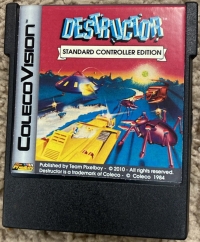 COLECOVISION
DESTRUCTOR
STANDARD CONTROLLER EDITION
Published by Team Pixelboy - © 2010 - All rights reserved.
Destructor is a trademark of Coleco - © Coleco 1984